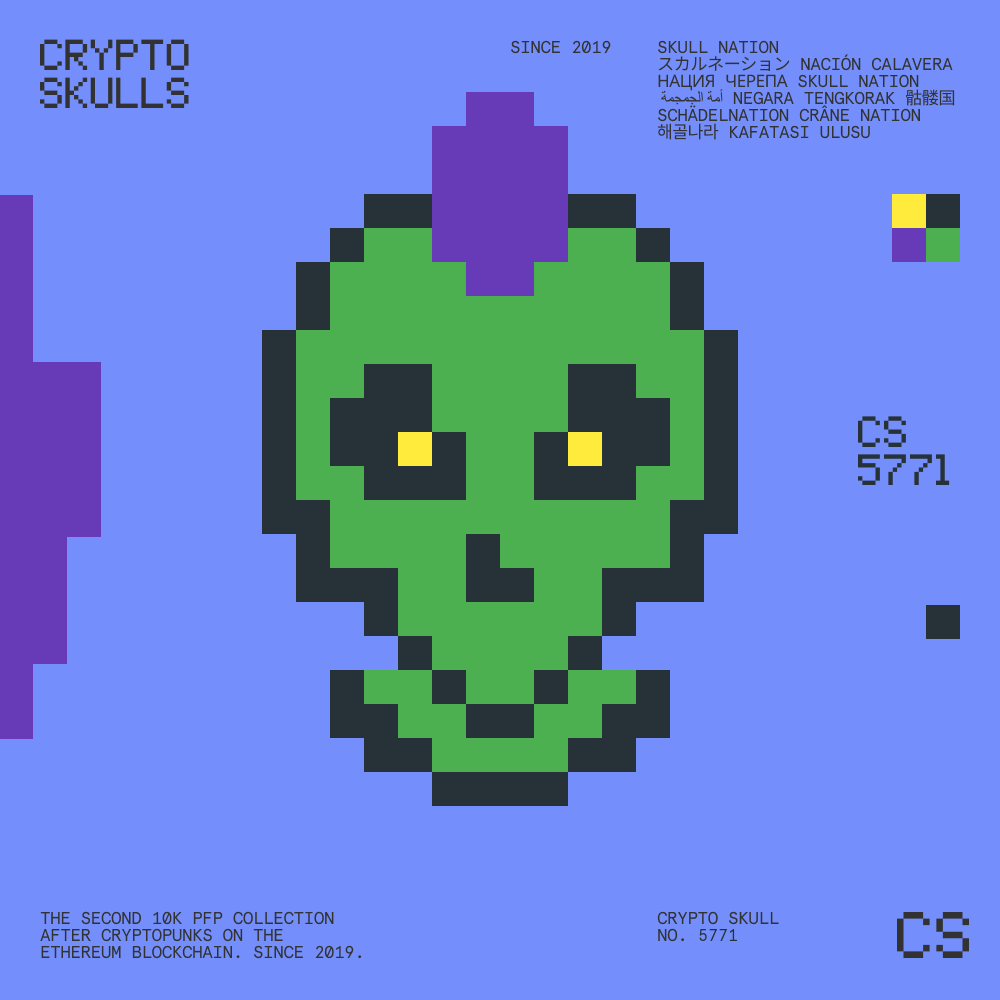 CRYPTO
SKULLS
SINCE 2019
SKULL NATION
スカルネーション NACIÓN CALAVERA
НАЦИЯ ЧЕРЕПА SKULL NATION
أمة الجمجمة NEGARA TENGKORAK 骷髅国
SCHÄDELNATION CRÂNE NATION
해골나라 KAFATASI ULUSU
CS
5771
THE SECOND 10K PFP COLLECTION
AFTER CRYPTOPUNKS ON THE
ETHEREUM BLOCKCHAIN. SINCE 2019.
CRYPTO SKULL
NO. 5771
CS